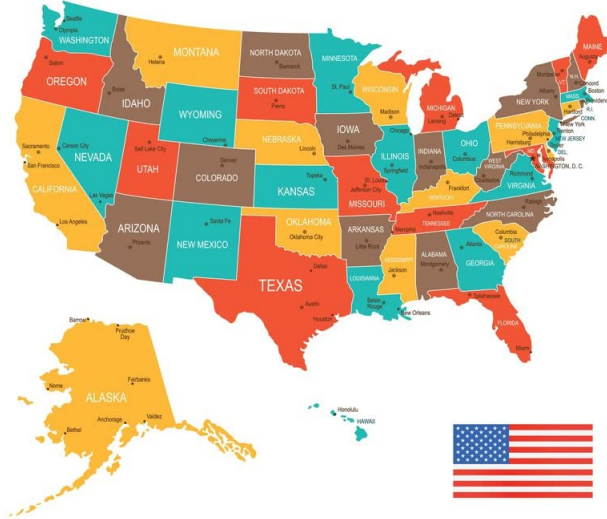 Seattle
Olympia
WASHINGTON
Salem
OREGON
Boise
IDAHO
MONTANA
Helena
NORTH DAKOTA
Bismarck
SOUTH DAKOTA
Pierre
MINNESOTA
St. Paul
WISCONSIN
Madison
MICHIGAN
Lansing
Detroit
MAINE
Augusta
Montpelier
VT.
N.H.
Concord
Boston
MASS.
Providence
R.I.
Hartford
CONN.
Albany
NEW YORK
New York
Trenton
NEW JERSEY
PENNSYLVANIA
Philadelphia
Harrisburg
Dover
DEL.
Annapolis
MD.
WASHINGTON, D. C.
WYOMING
Cheyenne
NEBRASKA
Lincoln
IOWA
Des Moines
Chicago
ILLINOIS
Springfield
INDIANA
Indianapolis
OHIO
Columbus
WEST
VIRGINIA
Charleston
Richmond
VIRGINIA
Sacramento
San Francisco
CALIFORNIA
Los Angeles
Carson City
NEVADA
Las Vegas
Salt Lake City
UTAH
Denver
COLORADO
Topeka
KANSAS
St. Louis
Jefferson City
MISSOURI
Frankfort
KENTUCKY
Raleigh
NORTH CAROLINA
Nashville
TENNESSEE
Memphis
ARIZONA
Phoenix
Santa Fe
NEW MEXICO
OKLAHOMA
Oklahoma City
ARKANSAS
Little Rock
MISSISSIPPI
Jackson
ALABAMA
Montgomery
Atlanta
GEORGIA
Columbia
SOUTH
CAROLINA
TEXAS
Dallas
Austin
Houston
LOUISIANNA
Baton
Rouge
New Orleans
Tallahassee
FLORIDA
Miami
Barrow
Prudhoe
Day
Nome
Fairbanks
ALASKA
Anchorage
Valdez
Bethel
Honolulu
HAWAII